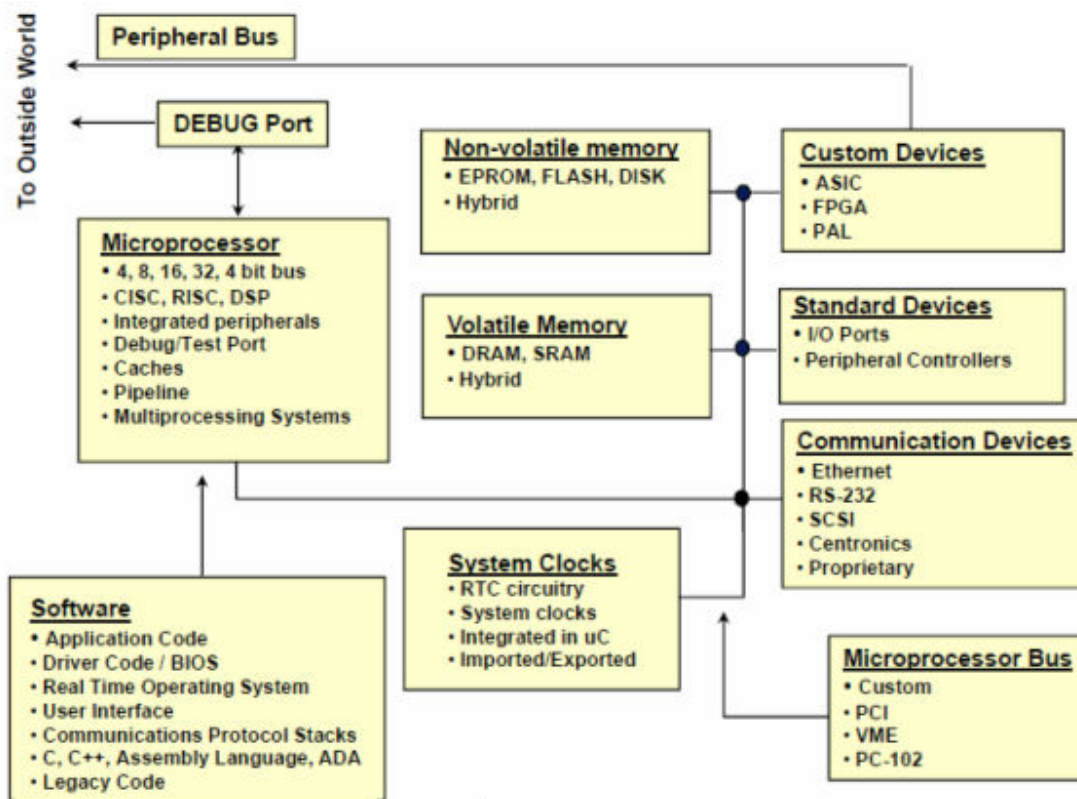 To Outside World
Peripheral Bus
DEBUG Port
Microprocessor
• 4, 8, 16, 32, 4 bit bus
• CISC, RISC, DSP
• Integrated peripherals
• Debug/Test Port
• Caches
• Pipeline
• Multiprocessing Systems
Non-volatile memory
• EPROM, FLASH, DISK
• Hybrid
Volatile Memory
• DRAM, SRAM
• Hybrid
Custom Devices
• ASIC
• FPGA
• PAL
Standard Devices
• I/O Ports
• Peripheral Controllers
Communication Devices
• Ethernet
• RS-232
• SCSI
• Centronics
• Proprietary
System Clocks
• RTC circuitry
• System clocks
• Integrated in uC
• Imported/Exported
Software
• Application Code
• Driver Code / BIOS
• Real Time Operating System
• User Interface
• Communications Protocol Stacks
• C, C++, Assembly Language, ADA
• Legacy Code
Microprocessor Bus
• Custom
• PCI
• VME
• PC-102